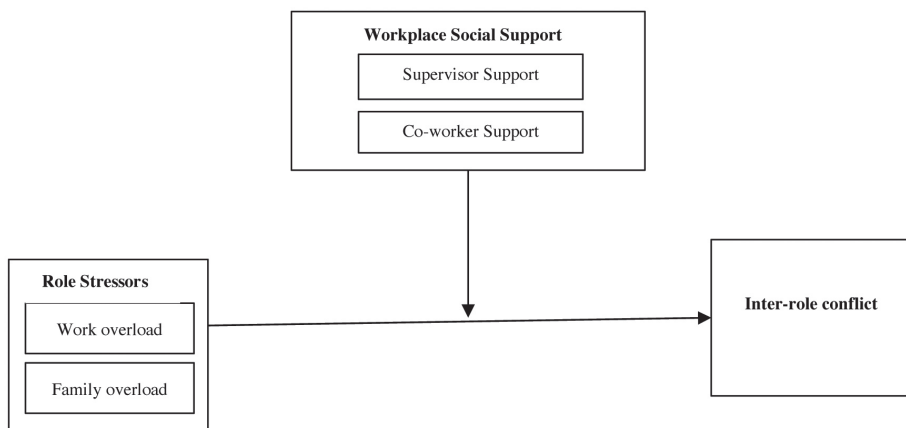 Workplace Social Support
Supervisor Support
Co-worker Support
Role Stressors
Work overload
Family overload
Inter-role conflict